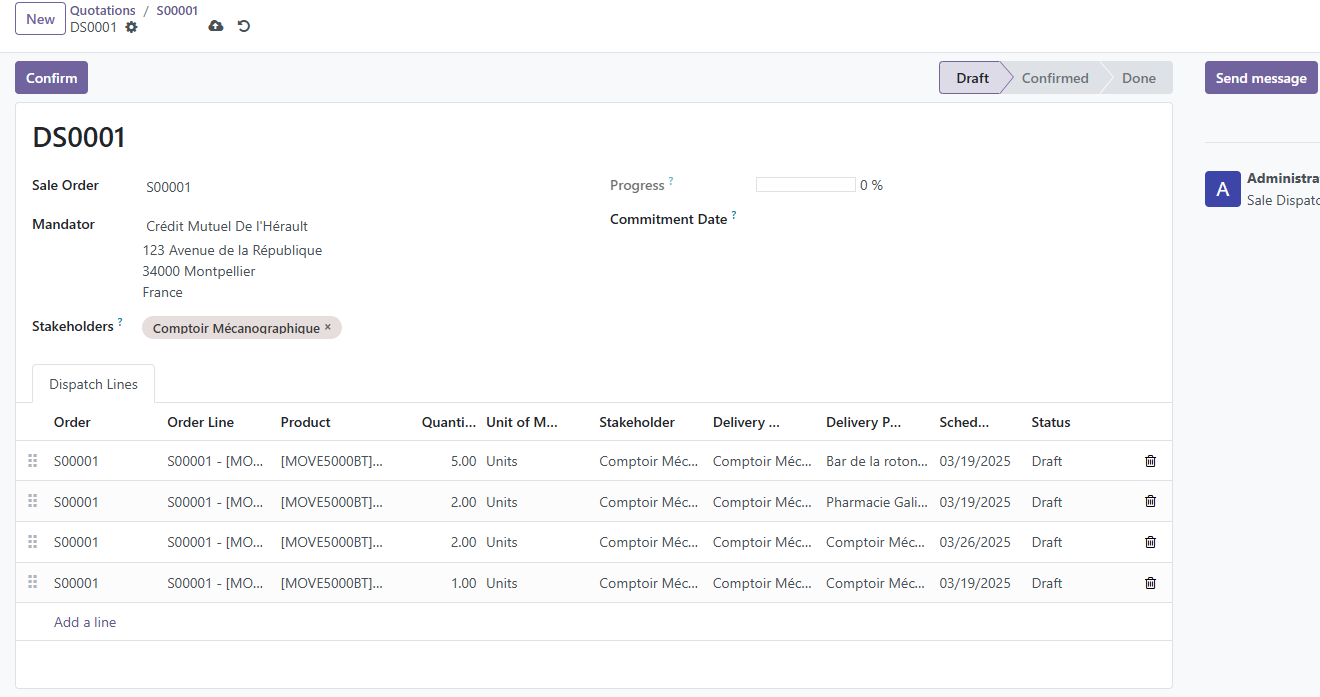 New
Quotations / S00001
DS0001
Confirm
Draft
Confirmed
Done
Send message
DS0001
Sale Order
S00001
Progress ?
0 %
Mandator
Crédit Mutuel De l'Hérault
123 Avenue de la République
34000 Montpellier
France
Commitment Date ?
Stakeholders ?
Comptoir Mécanographique ×
A
Administra
Sale Dispatc
Dispatch Lines
Order Order Line Product Quanti... Unit of M... Stakeholder Delivery ... Delivery P... Sched... Status
S00001 S00001 - [MO... [MOVE5000BT]... 5.00 Units Comptoir Méc... Comptoir Méc... Bar de la roton... 03/19/2025 Draft
S00001 S00001 - [MO... [MOVE5000BT]... 2.00 Units Comptoir Méc... Comptoir Méc... Pharmacie Gali... 03/19/2025 Draft
S00001 S00001 - [MO... [MOVE5000BT]... 2.00 Units Comptoir Méc... Comptoir Méc... Comptoir Méc... 03/26/2025 Draft
S00001 S00001 - [MO... [MOVE5000BT]... 1.00 Units Comptoir Méc... Comptoir Méc... Comptoir Méc... 03/19/2025 Draft
Add a line